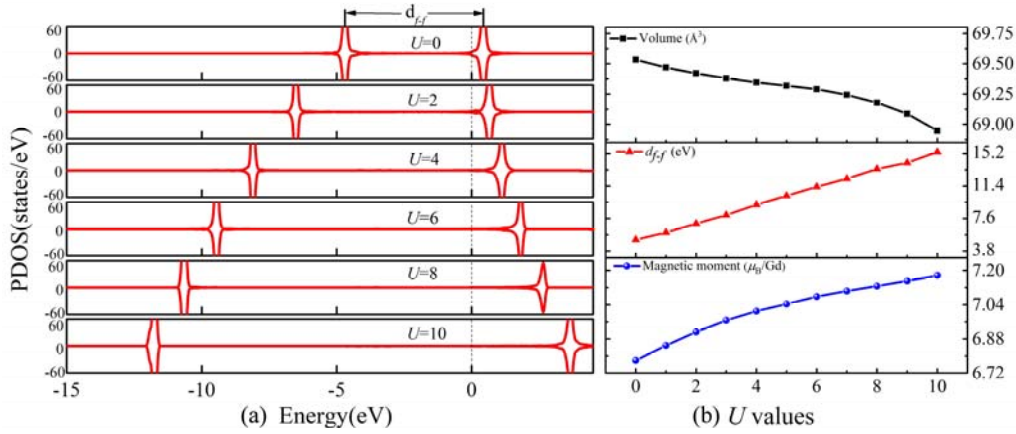 d_{f-f}
60
0
-60
U=0
60
0
-60
U=2
60
0
-60
U=4
60
0
-60
U=6
60
0
-60
U=8
60
0
-60
U=10
PDOS(states/eV)
-15 -10 -5 0
(a) Energy(eV)
Volume (Å³)
69.75
69.50
69.25
69.00
d_{f-f} (eV)
15.2
11.4
7.6
3.8
Magnetic moment (μ_B/Gd)
7.20
7.04
6.88
6.72
0 2 4 6 8 10
(b) U values